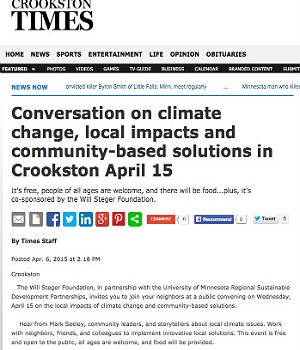 CROOKSTON
TIMES
HOME NEWS SPORTS ENTERTAINMENT LIFE OPINION OBITUARIES
FEATURED » PHOTOS VIDEOS GAMES TV GUIDE BUSINESS CALENDAR BRANDED CONTENT SUBMIT
NEWS NOW onvicted killer Byron Smith of Little Falls, Minn, meet regularly .. Minnesota man who kil
Conversation on climate
change, local impacts and
community-based solutions in
Crookston April 15
It's free, people of all ages are welcome, and there will be food...plus, it's
co-sponsored by the Will Steger Foundation.
COMMENT 0 Recommend 0 Tweet 5
By Times Staff
Posted Apr. 6, 2015 at 2:18 PM
Crookston
The Will Steger Foundation, in partnership with the University of Minnesota Regional Sustainable
Development Partnerships, invites you to join your neighbors at a public convening on Wednesday,
April 15 on the local impacts of climate change and community-based solutions.
Hear from Mark Seeley, community leaders, and storytellers about local climate issues. Work
with neighbors, friends, and colleagues to implement innovative local solutions. This event is free
and open to the public, all ages are welcome, and food will be provided.